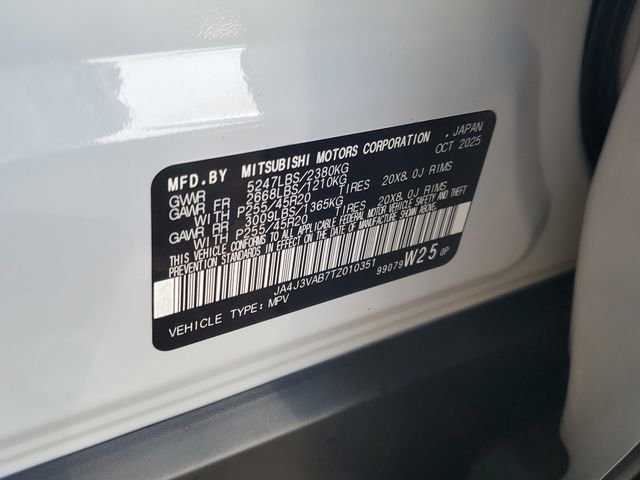 MFD.BY MITSUBISHI MOTORS CORPORATION . JAPAN
OCT 2025
GVWR 5247LBS/2380KG
GAWR FR 2668LBS/1210KG
WITH P255/45R20 TIRES 20X8.0J RIMS
GAWR RR 3009LBS/1365KG
WITH P255/45R20 TIRES 20X8.0J RIMS
THIS VEHICLE CONFORMS TO ALL APPLICABLE FEDERAL MOTOR VEHICLE SAFETY AND THEFT
PREVENTION STANDARDS IN EFFECT ON THE DATE OF MANUFACTURE SHOWN ABOVE.
JA4J3VAB7TZ010351
VEHICLE TYPE: MPV
99079 W25 0P